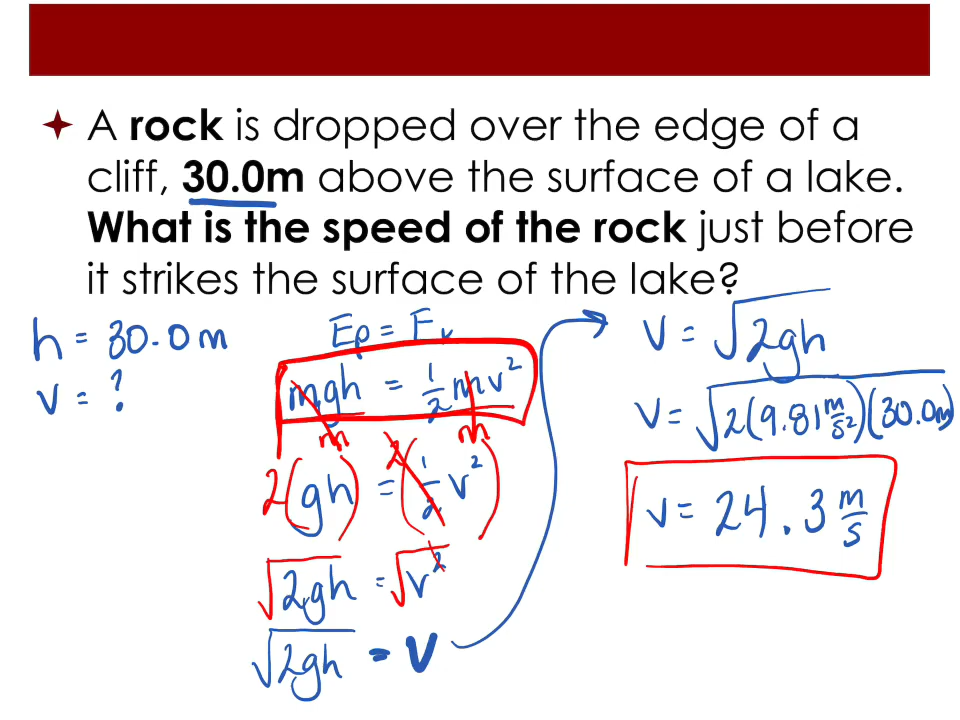 A rock is dropped over the edge of a
cliff, 30.0m above the surface of a lake.
What is the speed of the rock just before
it strikes the surface of the lake?
h = 30.0 m
v = ?
Ep = Ek
mgh = 1/2 mv²
m m
2(gh) = 2(1/2 v²)
√2gh = √v²
√2gh = v
v = √2gh
v = √2(9.81 m/s²)(30.0m)
v = 24.3 m/s